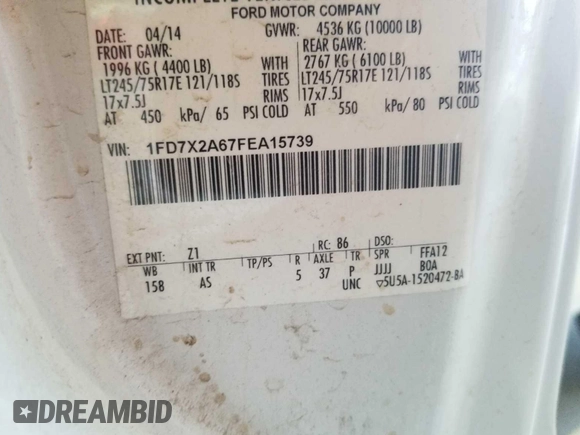 INCOMPLETE VEHICLE
FORD MOTOR COMPANY
DATE: 04/14 GVWR: 4536 KG (10000 LB)
FRONT GAWR: REAR GAWR:
1996 KG ( 4400 LB) WITH 2767 KG ( 6100 LB) WITH
LT245/75R17E 121/118S TIRES LT245/75R17E 121/118S TIRES
17x7.5J RIMS 17x7.5J RIMS
AT 450 kPa/ 65 PSI COLD AT 550 kPa/ 80 PSI COLD
VIN: 1FD7X2A67FEA15739
EXT PNT: Z1 RC: 86 DSO:
WB INT TR TP/PS R AXLE TR SPR FFA12
158 AS 5 37 P JJJJ BOA
UNC ▽5U5A-1520472-BA
DREAMBID